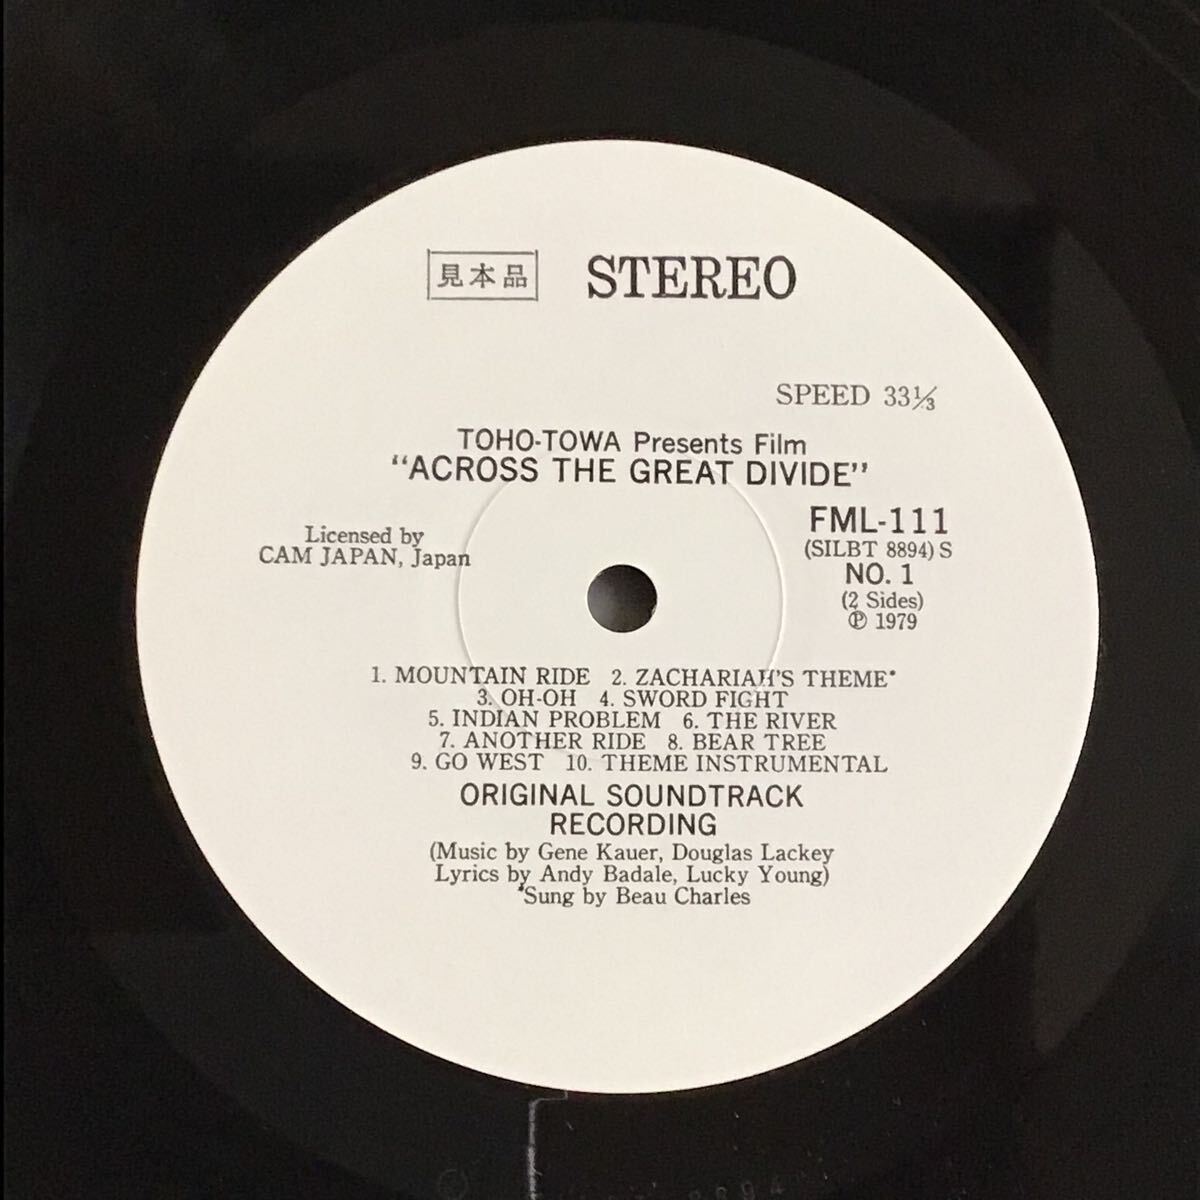 見本品 STEREO
SPEED 33⅓
TOHO-TOWA Presents Film
"ACROSS THE GREAT DIVIDE"
Licensed by
CAM JAPAN, Japan
FML-111
(SILBT 8894) S
NO. 1
(2 Sides)
℗ 1979
1. MOUNTAIN RIDE 2. ZACHARIAH'S THEME*
3. OH-OH 4. SWORD FIGHT
5. INDIAN PROBLEM 6. THE RIVER
7. ANOTHER RIDE 8. BEAR TREE
9. GO WEST 10. THEME INSTRUMENTAL
ORIGINAL SOUNDTRACK
RECORDING
(Music by Gene Kauer, Douglas Lackey
Lyrics by Andy Badale, Lucky Young)
*Sung by Beau Charles